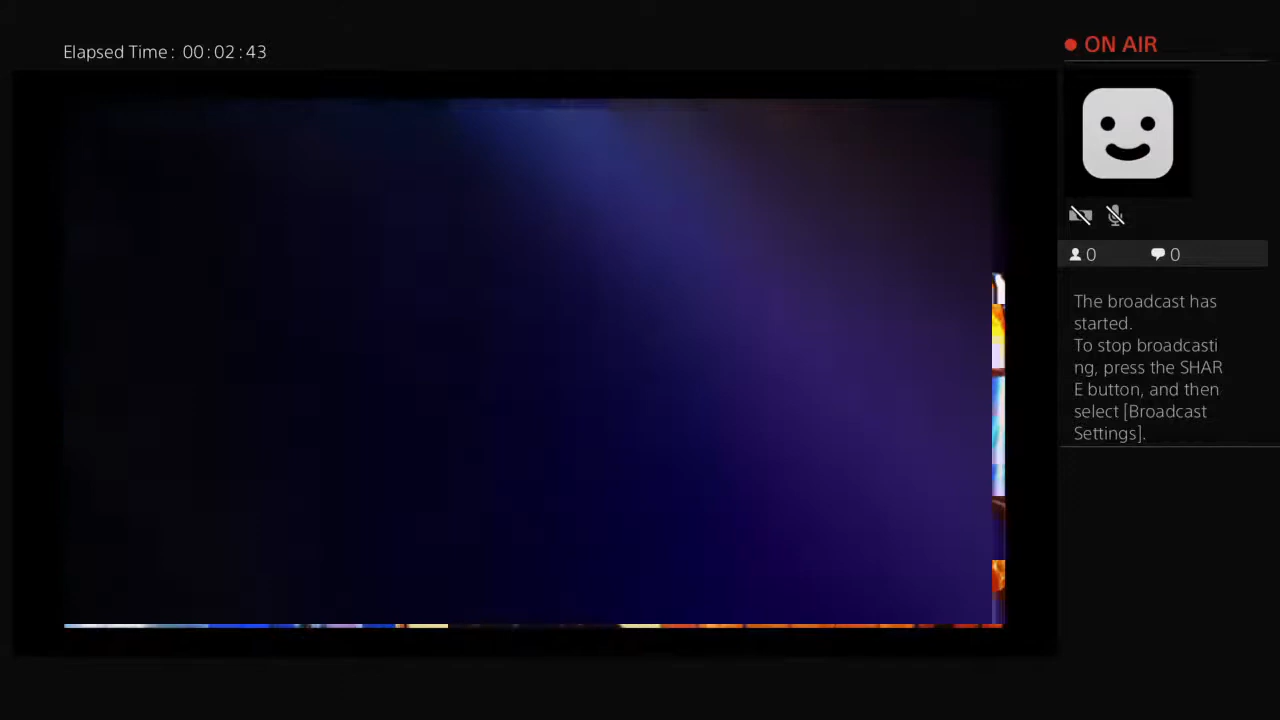 Elapsed Time: 00:02:43
ON AIR
0
0
The broadcast has
started.
To stop broadcasti
ng, press the SHAR
E button, and then
select [Broadcast
Settings].